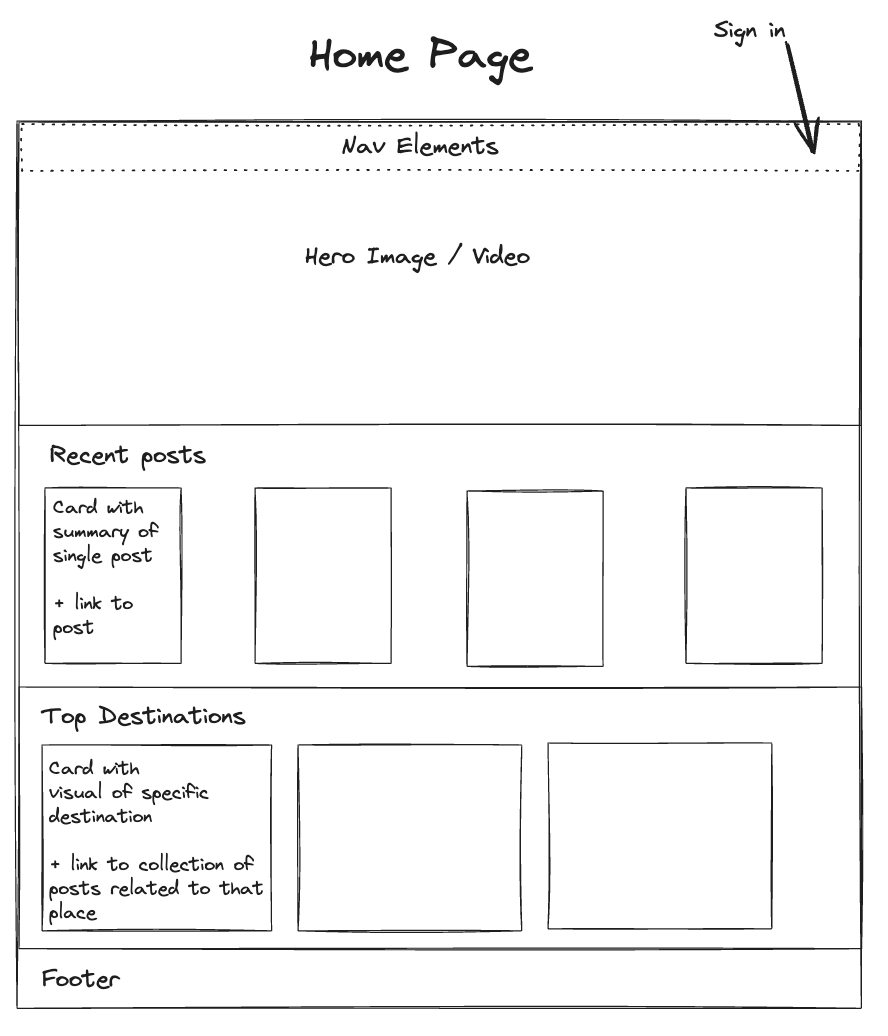 Sign in
Home Page
Nav Elements
Hero Image / Video
Recent posts
Card with
summary of
single post
+ link to
post
Top Destinations
Card with
visual of specific
destination
+ link to collection of
posts related to that
place
Footer